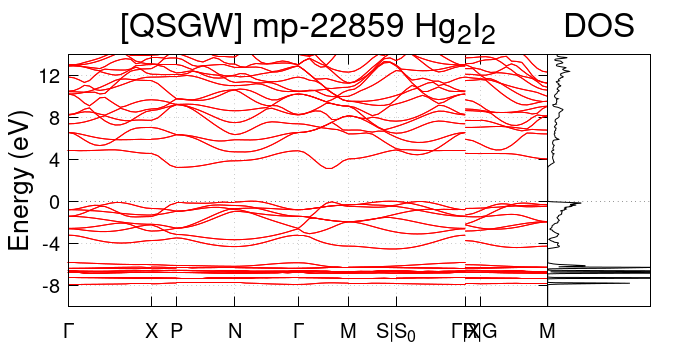 [QSGW] mp-22859 Hg₂I₂ DOS
Energy (eV)
12
8
4
0
-4
-8
Γ X P N Γ M S|S₀ Γ X|G M